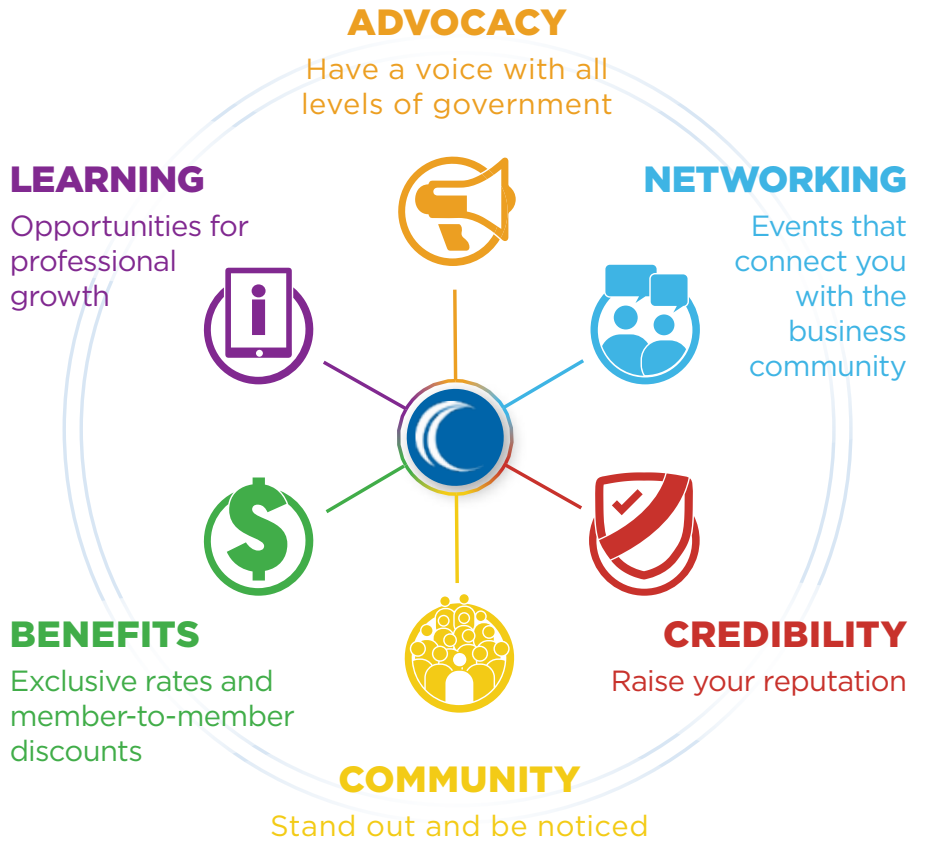 ADVOCACY
Have a voice with all
levels of government
LEARNING
Opportunities for
professional
growth
NETWORKING
Events that
connect you
with the
business
community
BENEFITS
Exclusive rates and
member-to-member
discounts
CREDIBILITY
Raise your reputation
COMMUNITY
Stand out and be noticed